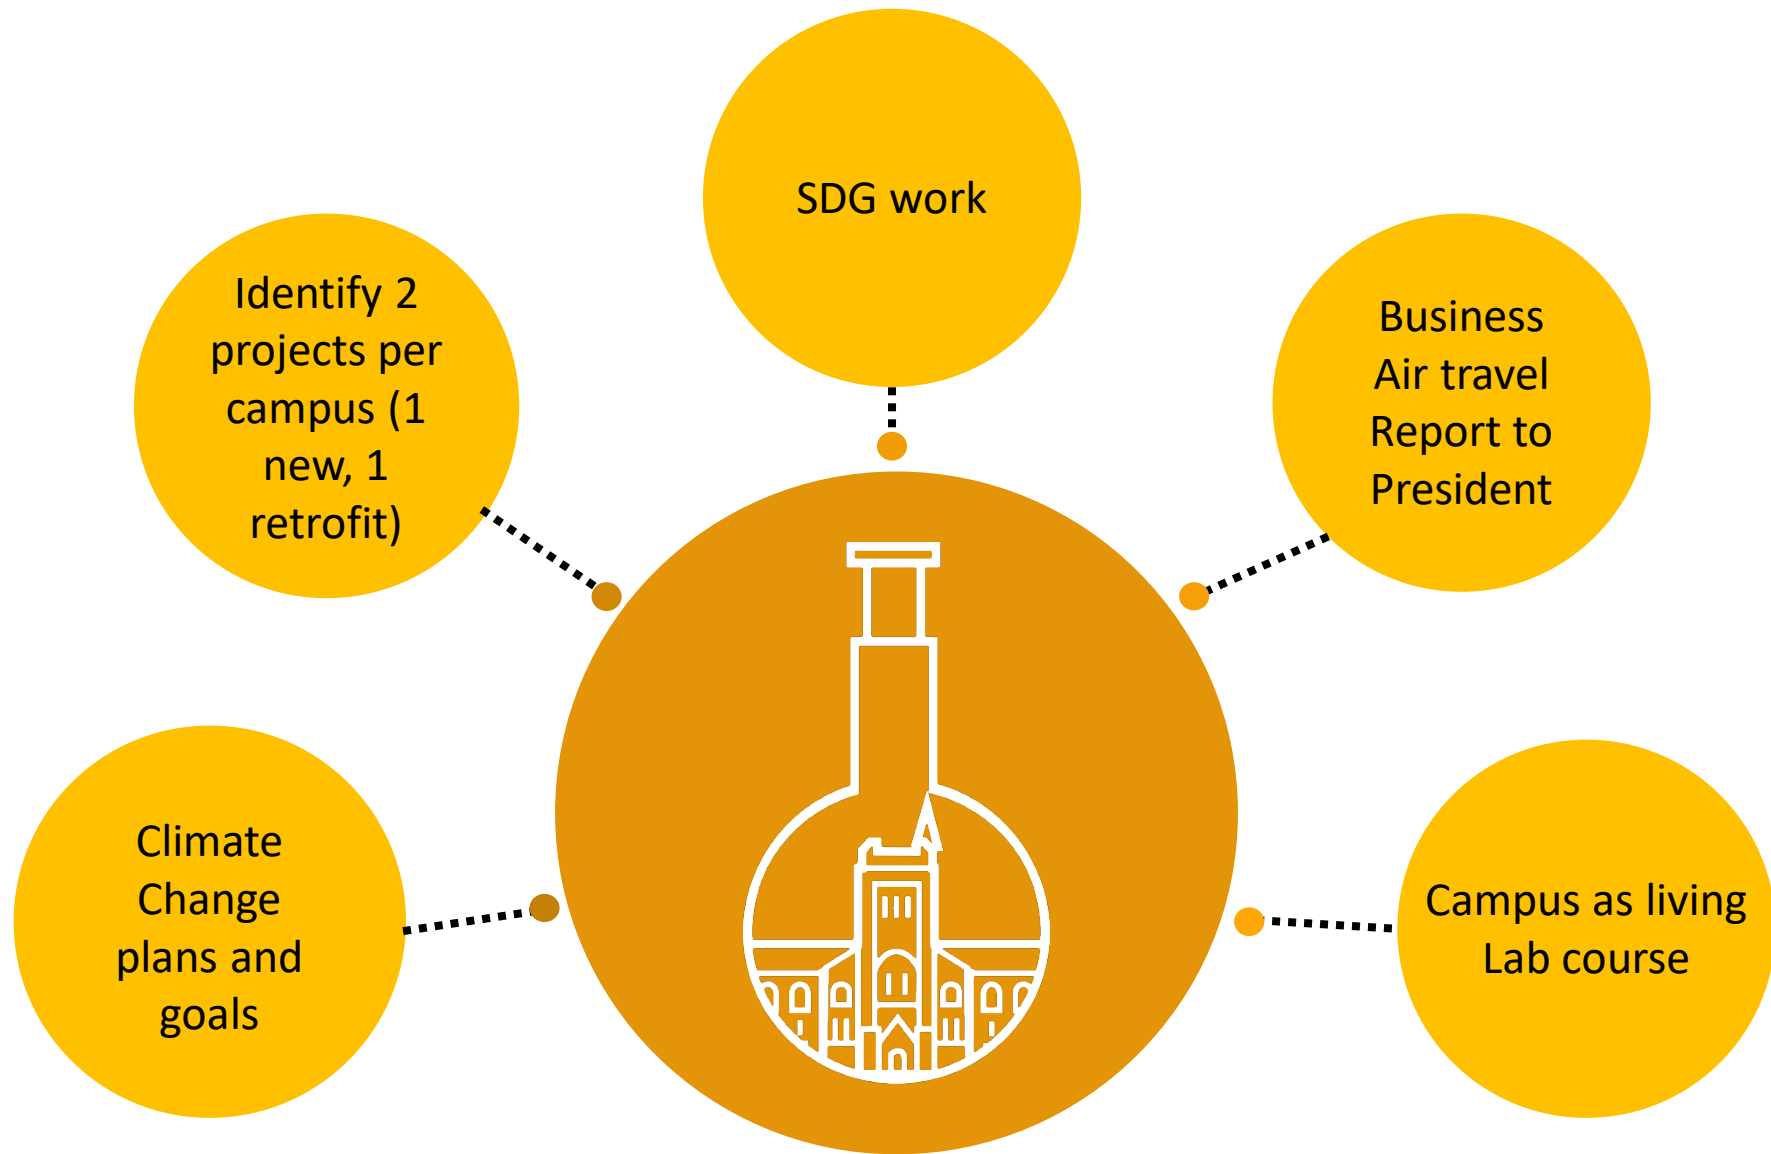 SDG work
Identify 2
projects per
campus (1
new, 1
retrofit)
Business
Air travel
Report to
President
Climate
Change
plans and
goals
Campus as living
Lab course